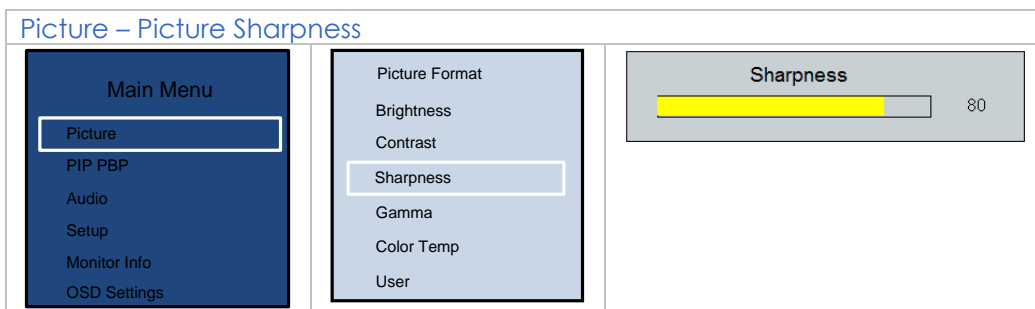 Picture – Picture Sharpness
Main Menu
Picture
PIP PBP
Audio
Setup
Monitor Info
OSD Settings
Picture Format
Brightness
Contrast
Sharpness
Gamma
Color Temp
User
Sharpness
80